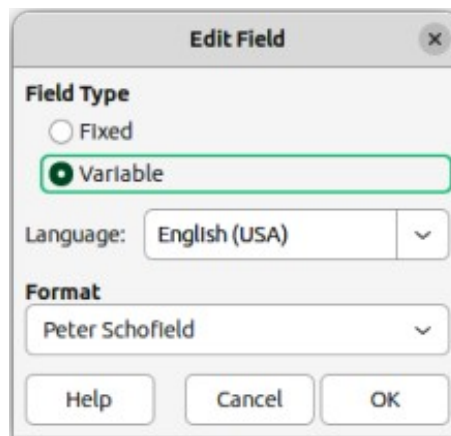 Edit Field
Field Type
Fixed
Variable
Language: English (USA)
Format
Peter Schofield
Help Cancel OK